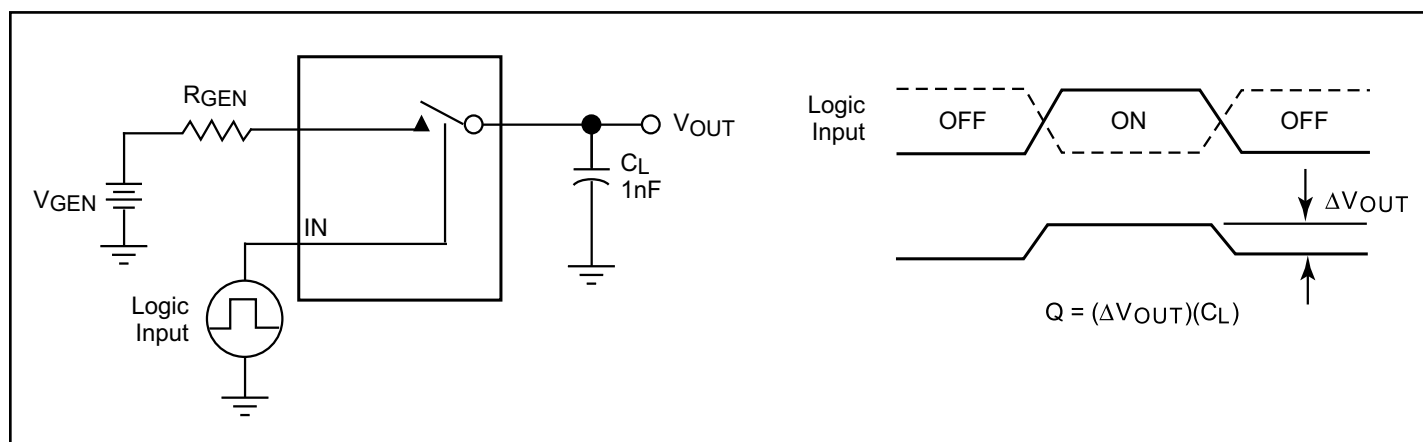 RGEN
VGEN
IN
Logic
Input
VOUT
CL
1nF
Logic
Input
OFF
ON
OFF
ΔVOUT
Q = (ΔVOUT)(CL)